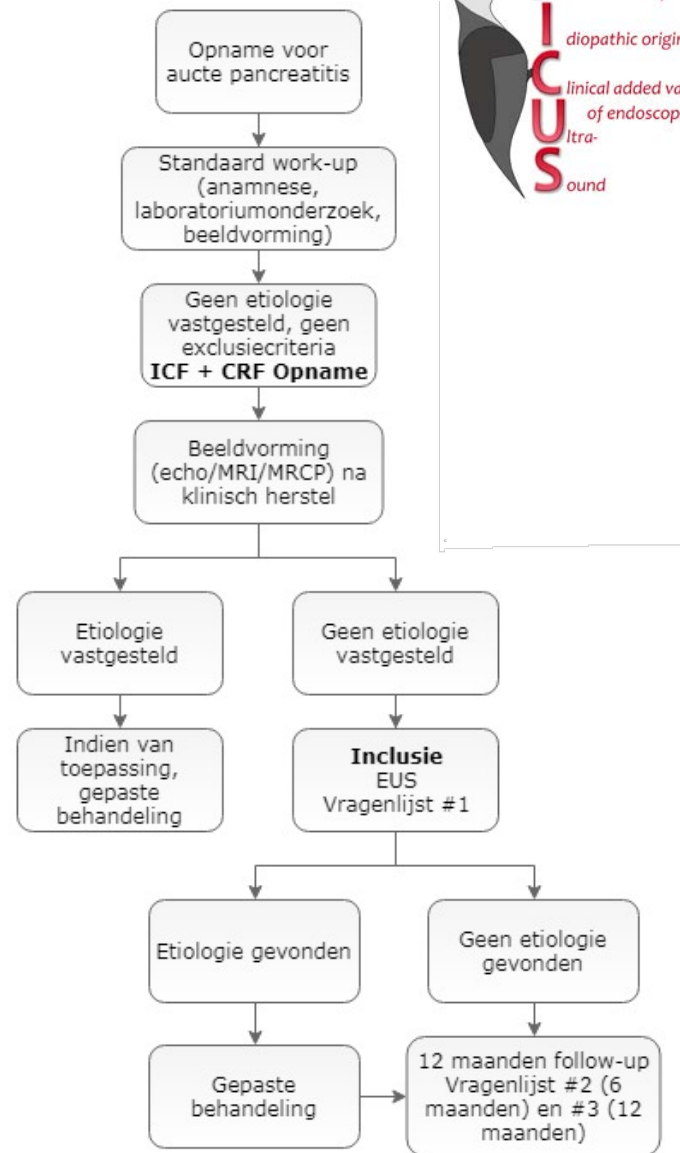 Opname voor
aucte pancreatitis
I
diopathic origin
C
linical added va
of endoscop
U
ltra-
S
ound
Standaard work-up
(anamnese,
laboratoriumonderzoek,
beeldvorming)
Geen etiologie
vastgesteld, geen
exclusiecriteria
ICF + CRF Opname
Beeldvorming
(echo/MRI/MRCP) na
klinisch herstel
Etiologie
vastgesteld
Geen etiologie
vastgesteld
Indien van
toepassing,
gepaste
behandeling
Inclusie
EUS
Vragenlijst #1
Etiologie gevonden
Geen etiologie
gevonden
Gepaste
behandeling
12 maanden follow-up
Vragenlijst #2 (6
maanden) en #3 (12
maanden)